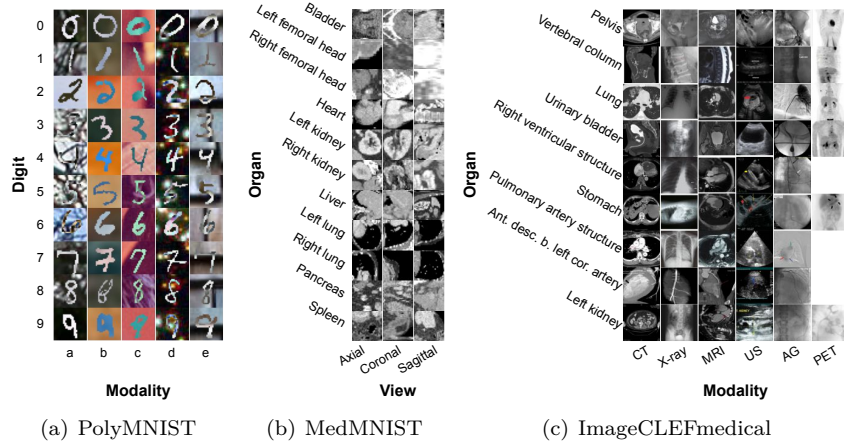 0
1
2
3
4
5
6
7
8
9
Digit
a b c d e
Modality
(a) PolyMNIST
Bladder
Left femoral head
Right femoral head
Heart
Left kidney
Right kidney
Liver
Left lung
Right lung
Pancreas
Spleen
Organ
Axial Coronal Sagittal
View
(b) MedMNIST
Pelvis
Vertebral column
Lung
Urinary bladder
Right ventricular structure
Stomach
Pulmonary artery structure
Ant. desc. b. left cor. artery
Left kidney
Organ
CT X-ray MRI US AG PET
Modality
(c) ImageCLEFmedical